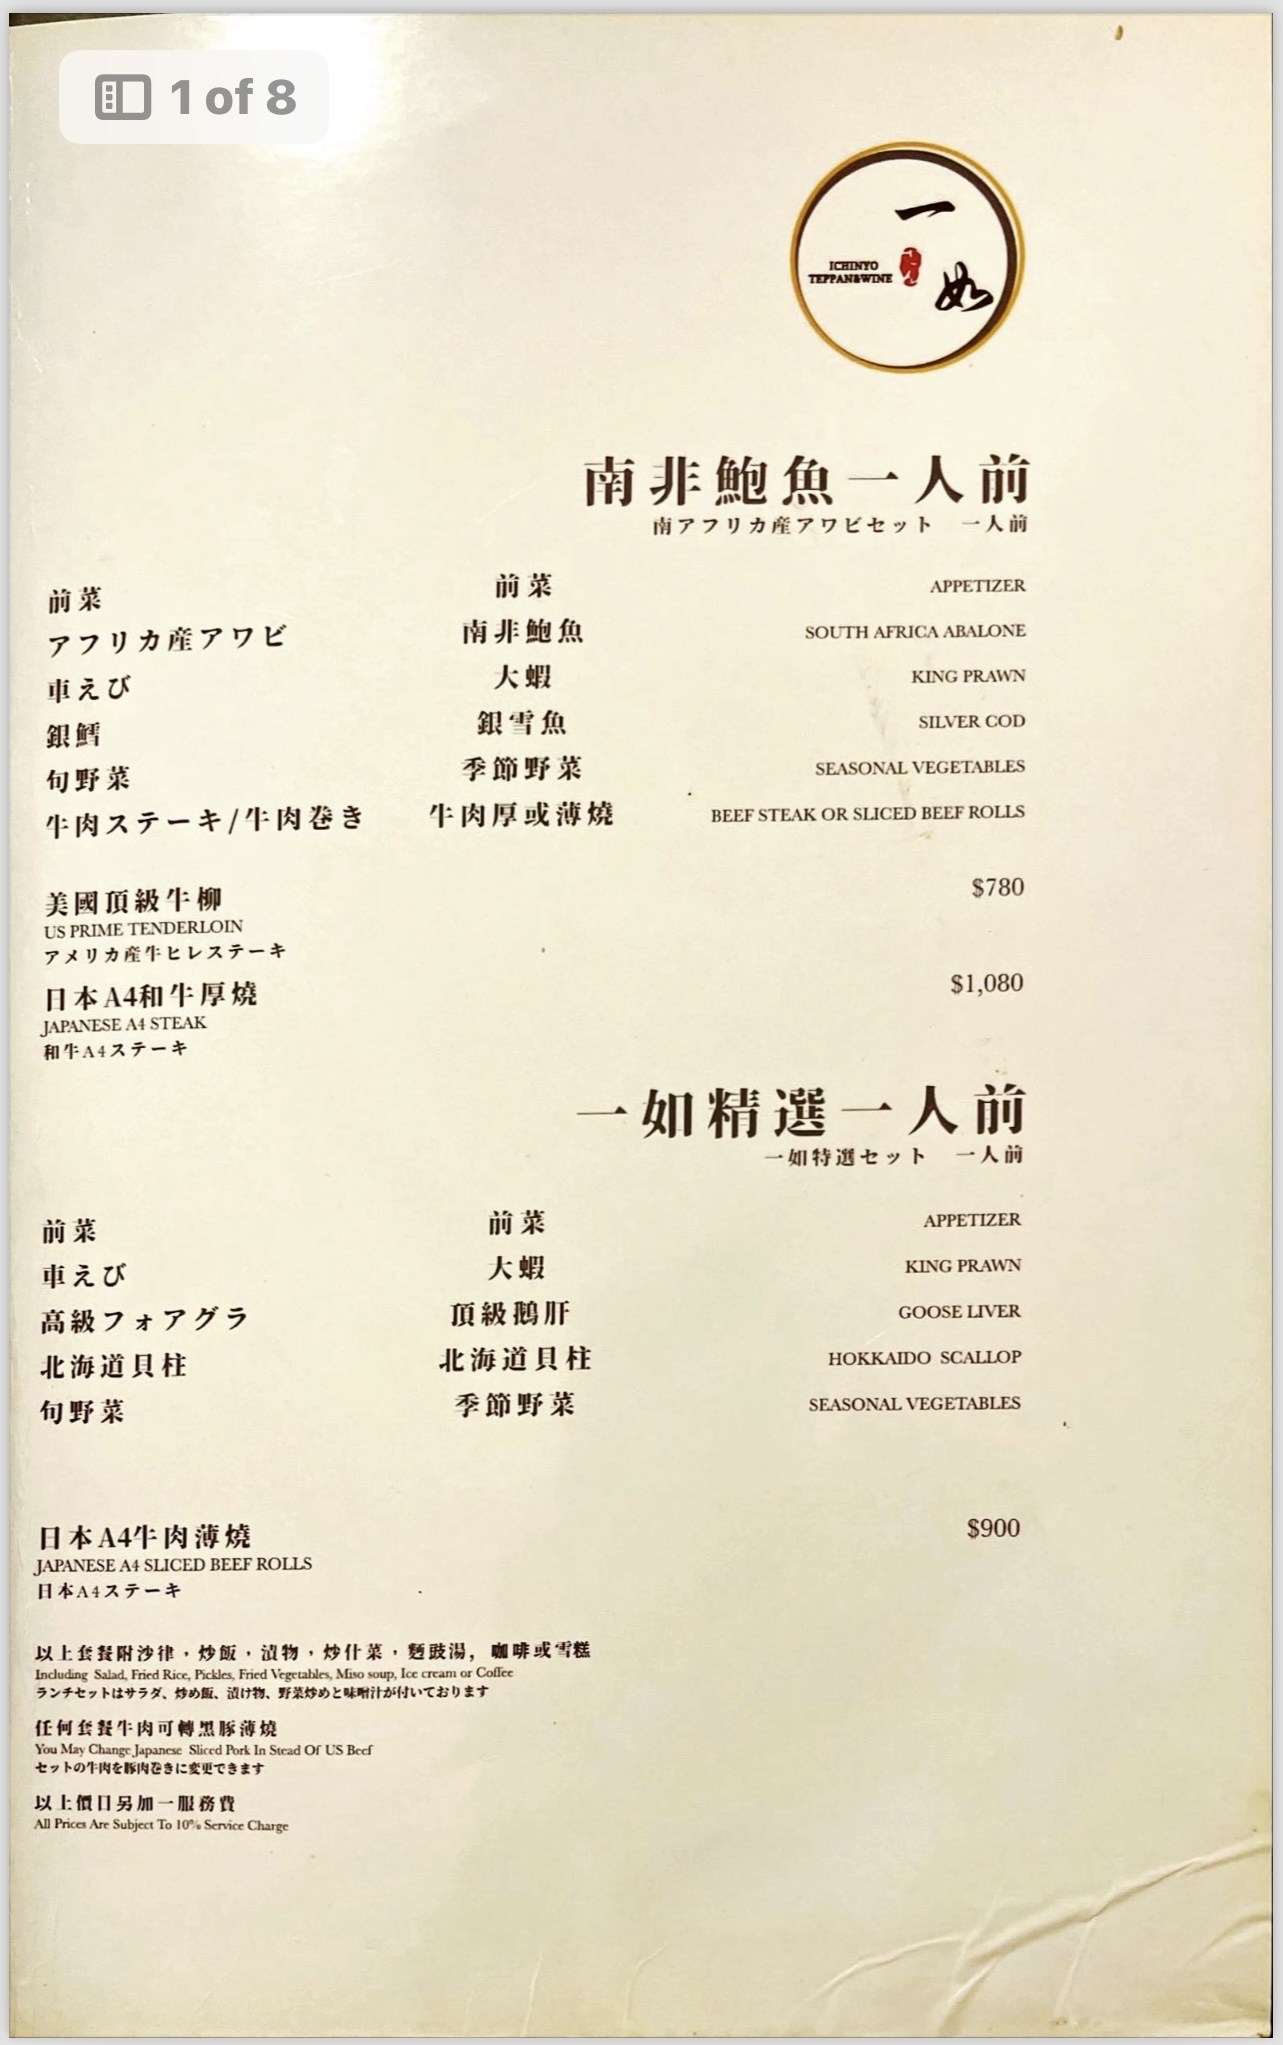 1 of 8
一如
ICHINYO
TEPPAN&WINE
南非鮑魚一人前
南アフリカ産アワビセット 一人前
前菜 前菜 APPETIZER
アフリカ産アワビ 南非鮑魚 SOUTH AFRICA ABALONE
車えび 大蝦 KING PRAWN
銀鱈 銀雪魚 SILVER COD
旬野菜 季節野菜 SEASONAL VEGETABLES
牛肉ステーキ/牛肉巻き 牛肉厚或薄燒 BEEF STEAK OR SLICED BEEF ROLLS
美國頂級牛柳 $780
US PRIME TENDERLOIN
アメリカ産牛ヒレステーキ
日本A4和牛厚燒 $1,080
JAPANESE A4 STEAK
和牛A4ステーキ
一如精選一人前
一如特選セット 一人前
前菜 前菜 APPETIZER
車えび 大蝦 KING PRAWN
高級フォアグラ 頂級鵝肝 GOOSE LIVER
北海道貝柱 北海道貝柱 HOKKAIDO SCALLOP
旬野菜 季節野菜 SEASONAL VEGETABLES
日本A4牛肉薄燒 $900
JAPANESE A4 SLICED BEEF ROLLS
日本A4ステーキ
以上套餐附沙律，炒飯，漬物，炒什菜，麵豉湯，咖啡或雪糕
Including Salad, Fried Rice, Pickles, Fried Vegetables, Miso soup, Ice cream or Coffee
ランチセットはサラダ、炒め飯、漬け物、野菜炒めと味噌汁が付いております
任何套餐牛肉可轉黑豚薄燒
You May Change Japanese Sliced Pork In Stead Of US Beef
セットの牛肉を豚肉巻きに変更できます
以上價目另加一服務費
All Prices Are Subject To 10% Service Charge